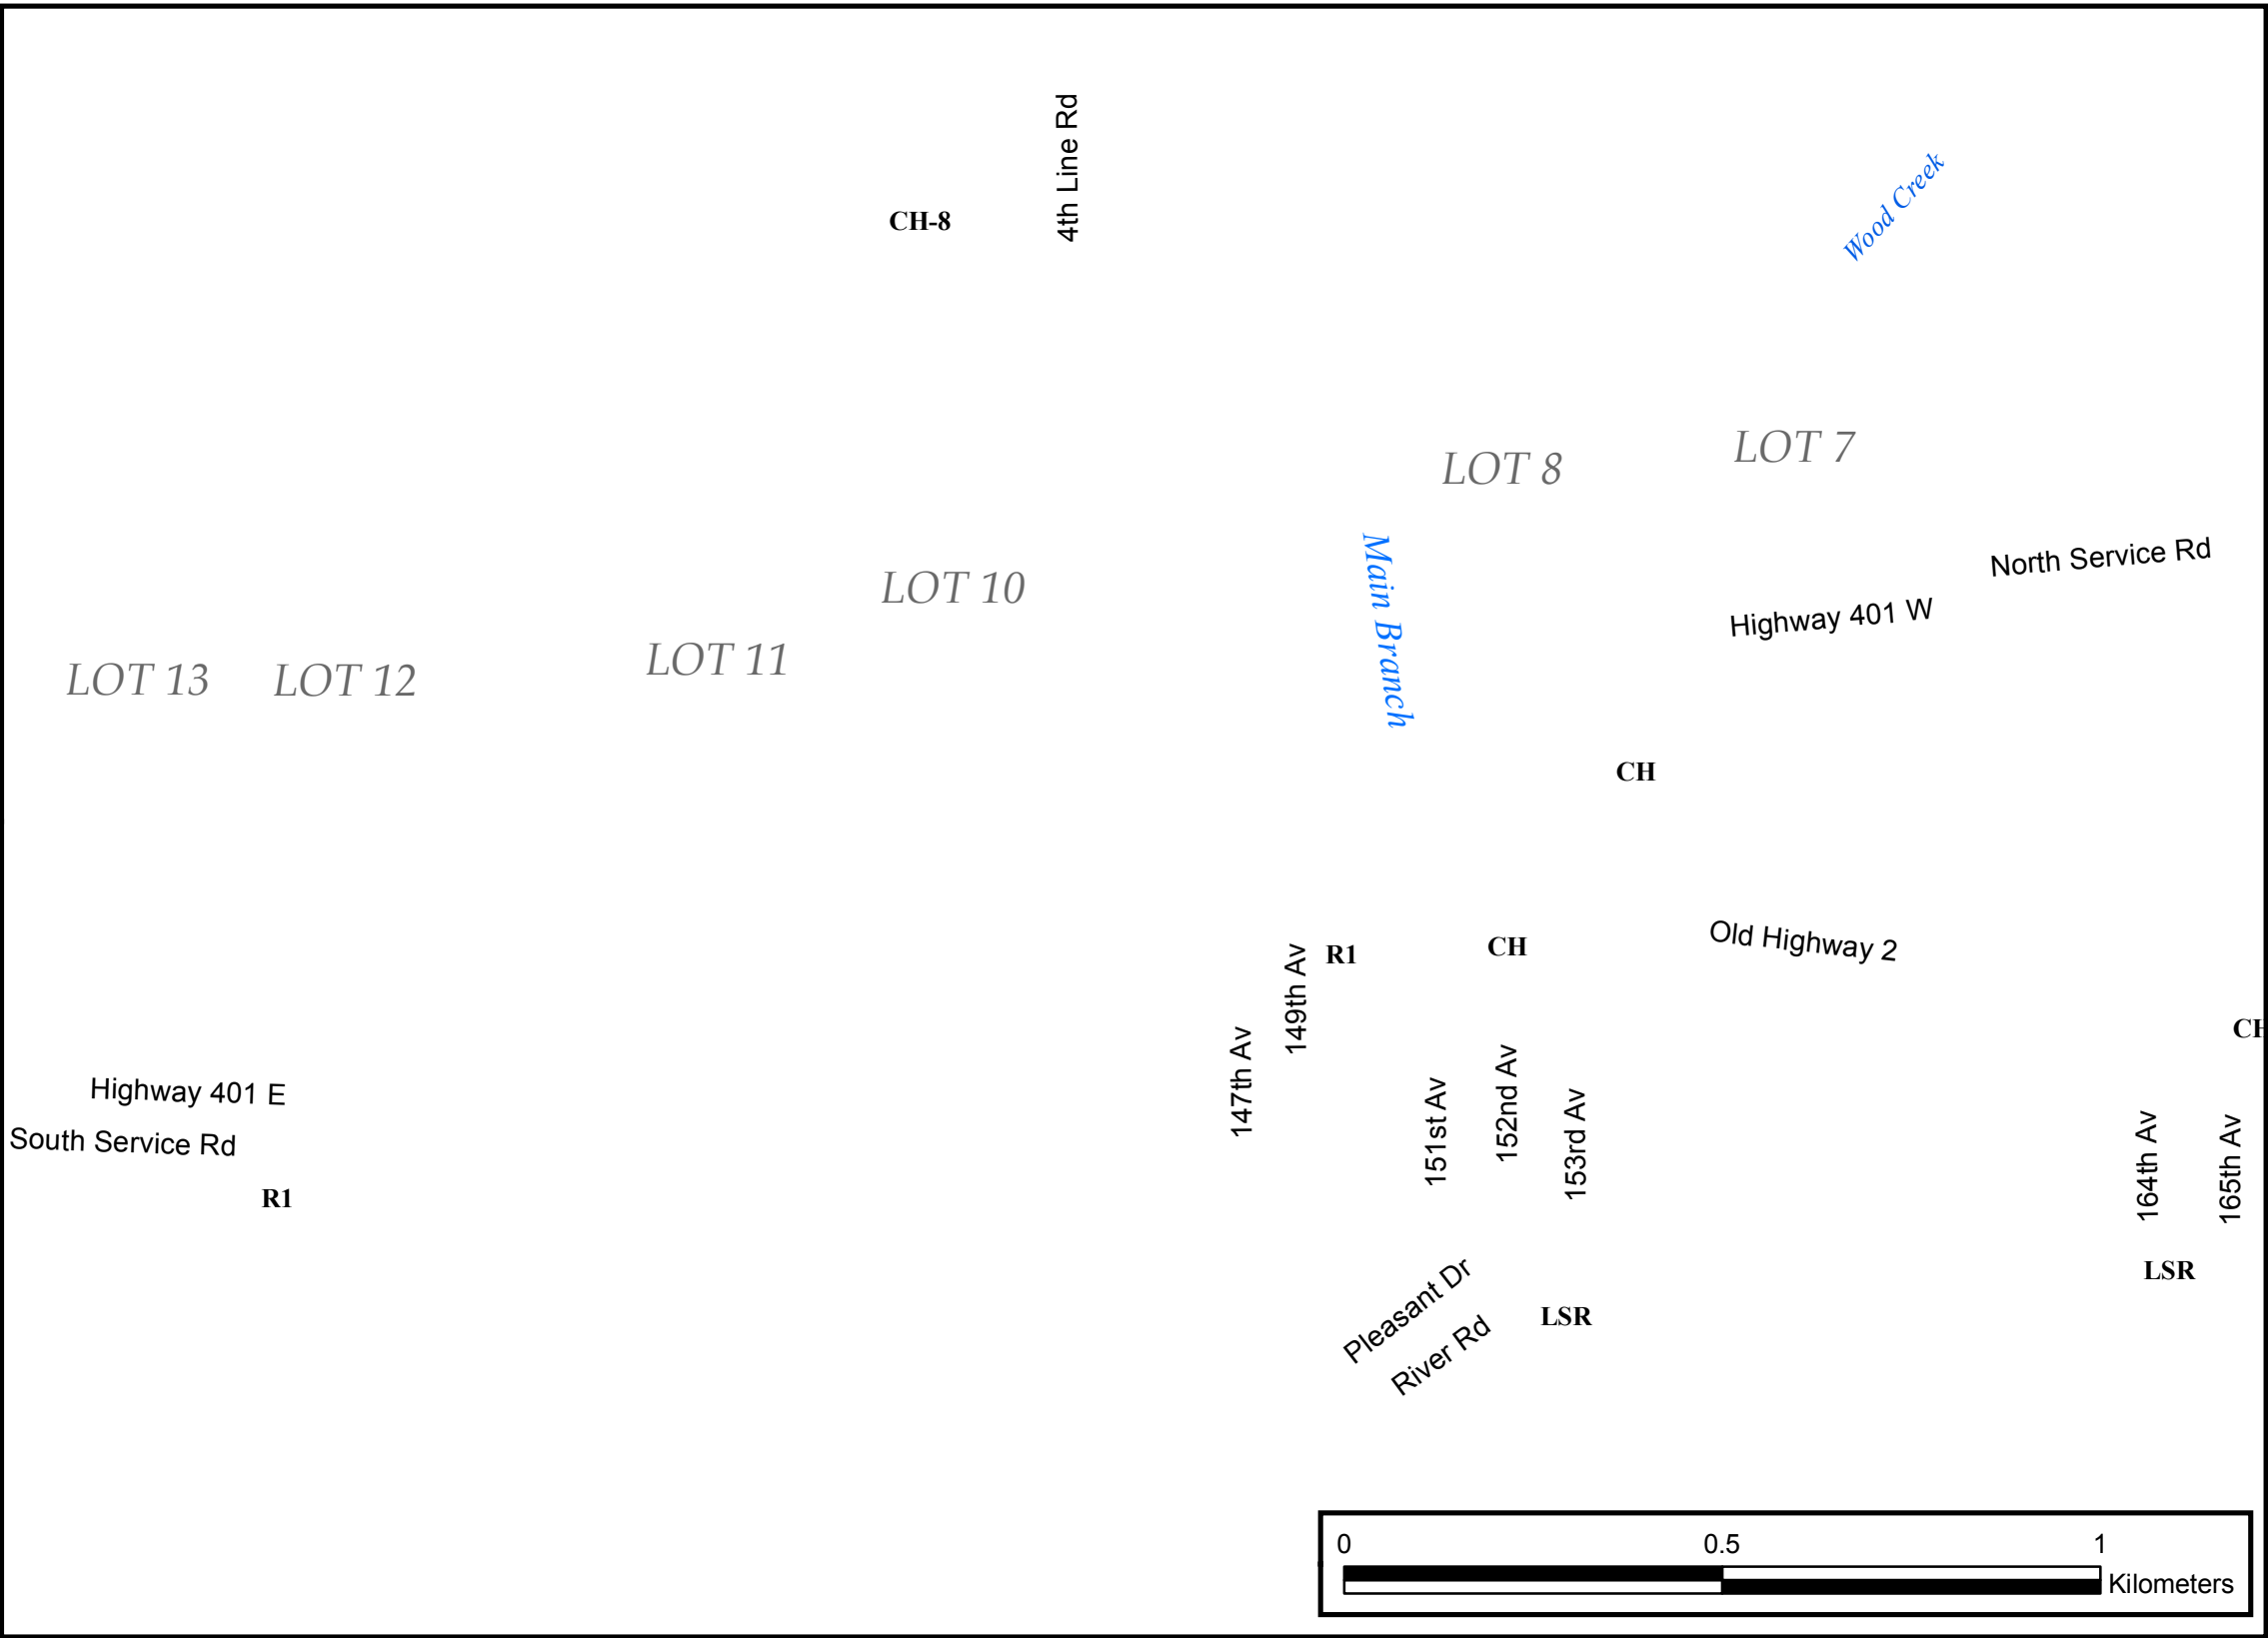 4th Line Rd
Wood Creek
CH-8
LOT 7
LOT 8
North Service Rd
LOT 10
Main Branch
Highway 401 W
LOT 11
LOT 13
LOT 12
CH
Old Highway 2
149th Av
R1
CH
CH
147th Av
152nd Av
Highway 401 E
151st Av
153rd Av
164th Av
165th Av
South Service Rd
R1
LSR
Pleasant Dr
LSR
River Rd
0 0.5 1
Kilometers